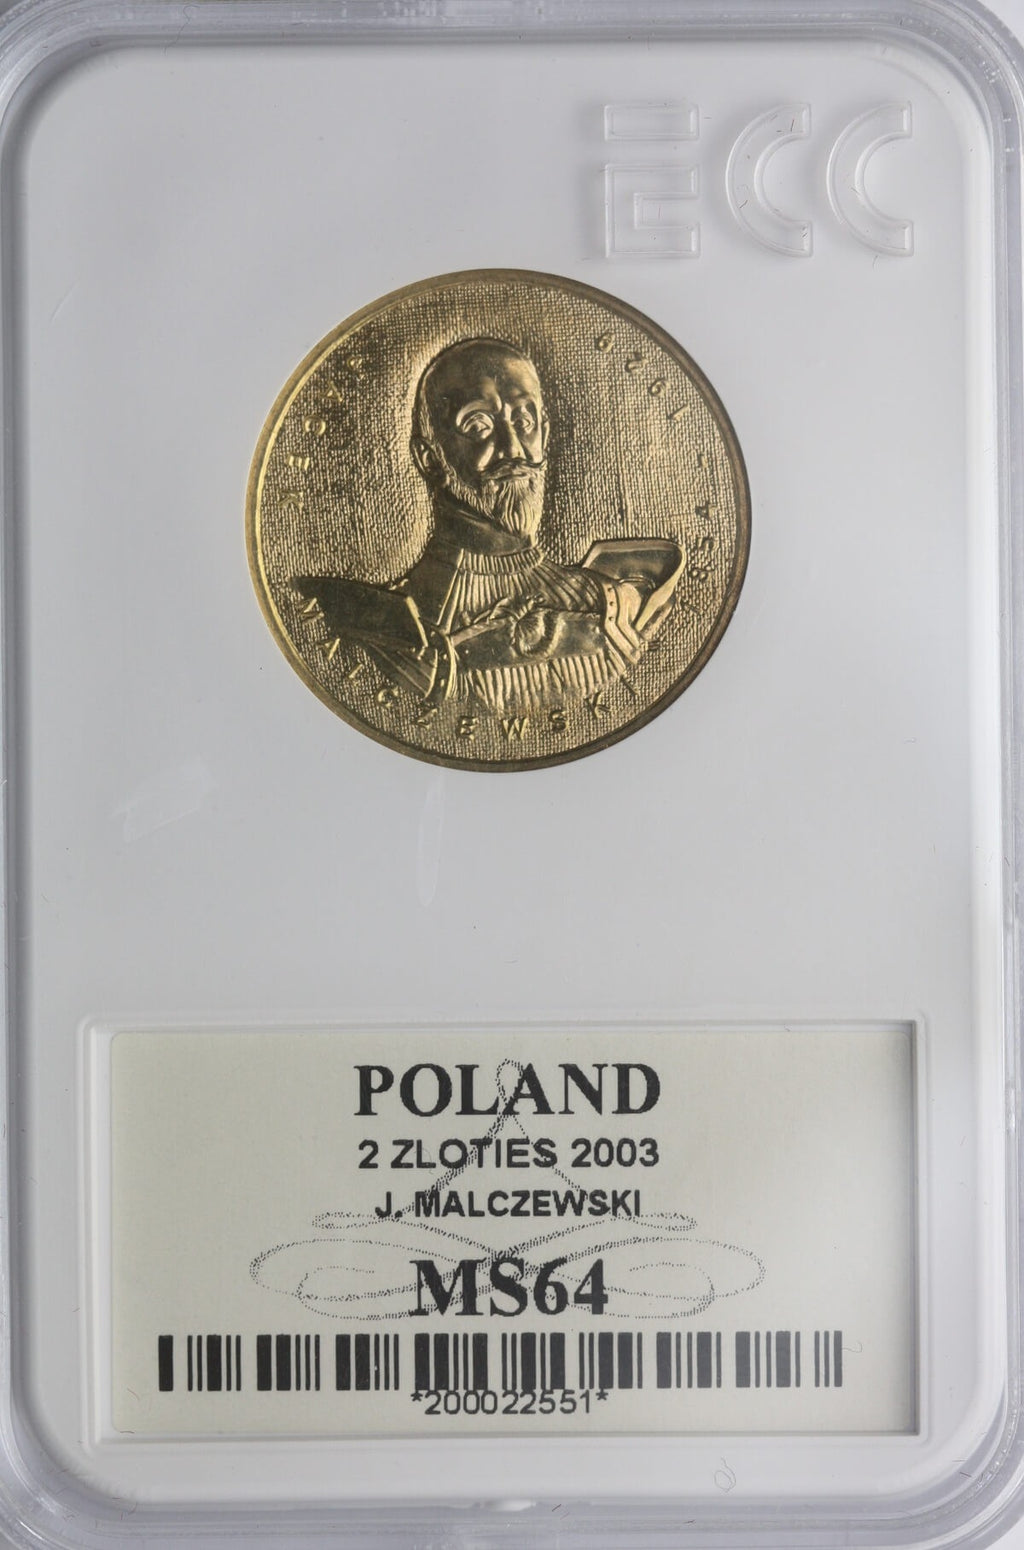 ECC
JACEK MALCZEWSKI 1854-1929
POLAND
2 ZLOTIES 2003
J. MALCZEWSKI
MS64
*200022551*